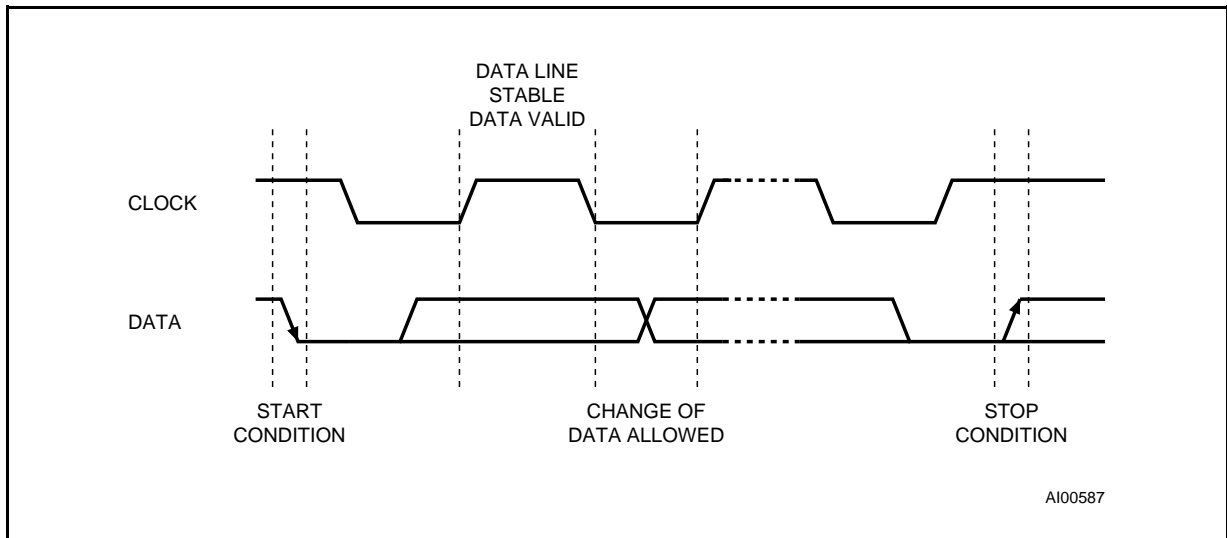 DATA LINE
STABLE
DATA VALID
CLOCK
DATA
START
CONDITION
CHANGE OF
DATA ALLOWED
STOP
CONDITION
AI00587